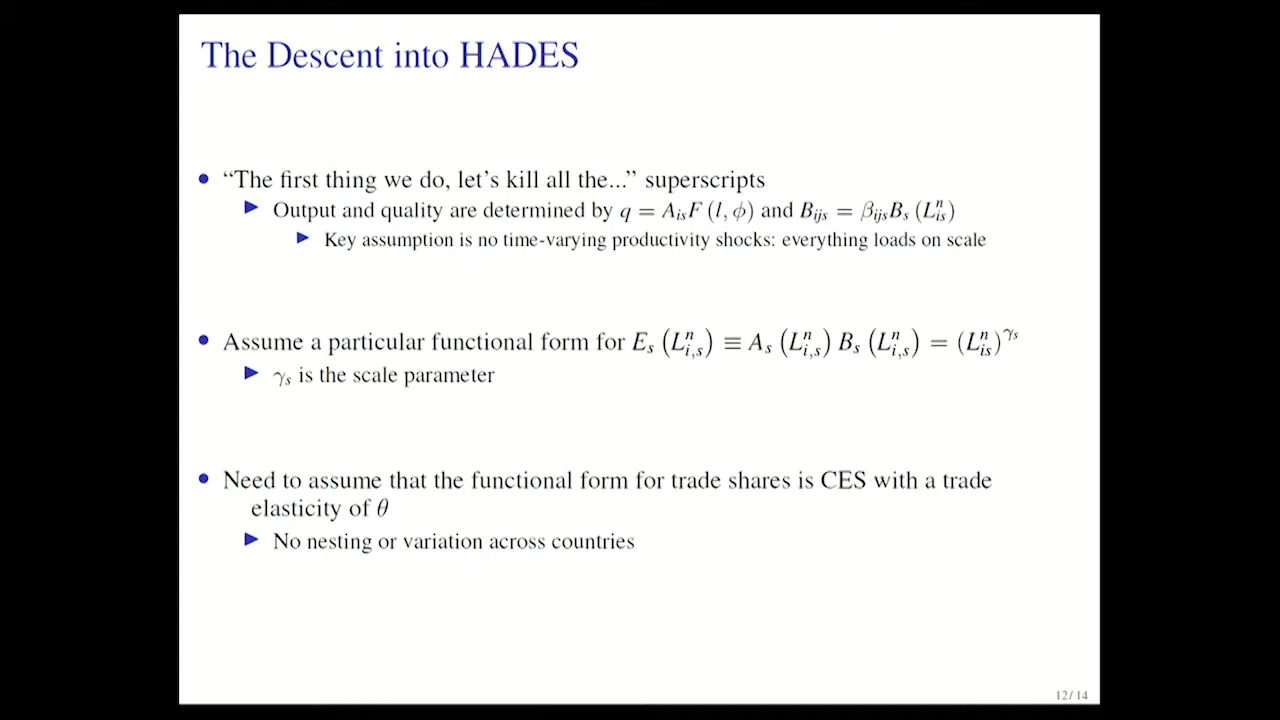 The Descent into HADES
• “The first thing we do, let’s kill all the...” superscripts
▶ Output and quality are determined by q = A_{is}F (l, ϕ) and B_{ijs} = β_{ijs}B_s (L^n_{is})
▶ Key assumption is no time-varying productivity shocks: everything loads on scale
• Assume a particular functional form for E_s (L^n_{i,s}) ≡ A_s (L^n_{i,s}) B_s (L^n_{i,s}) = (L^n_{is})^{γ_s}
▶ γ_s is the scale parameter
• Need to assume that the functional form for trade shares is CES with a trade
elasticity of θ
▶ No nesting or variation across countries
12/14